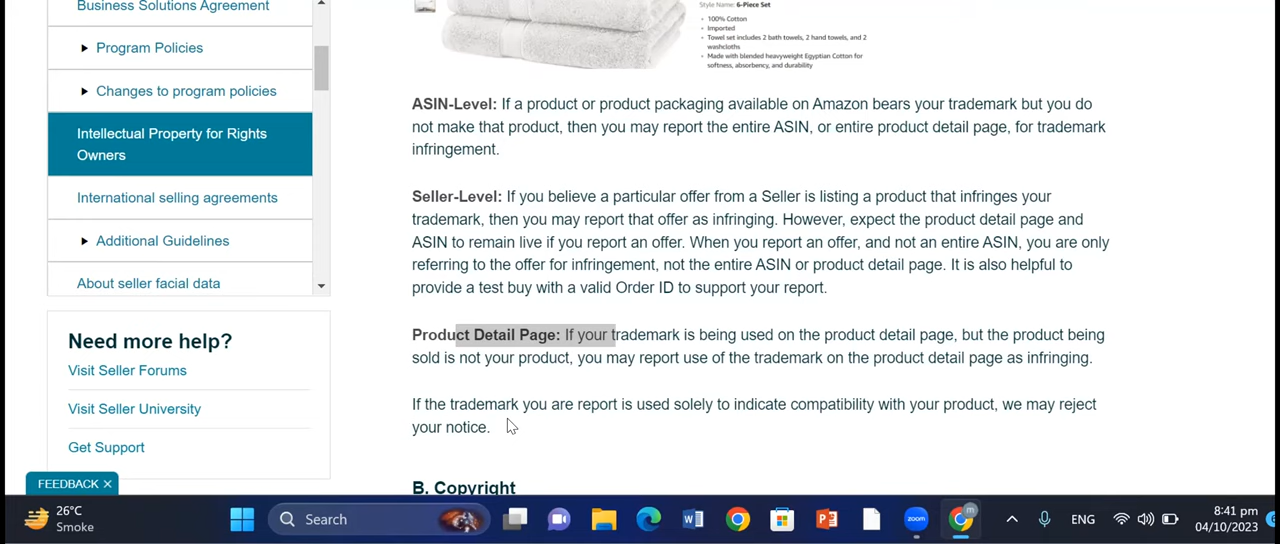 Business Solutions Agreement
Program Policies
Changes to program policies
Intellectual Property for Rights
Owners
International selling agreements
Additional Guidelines
About seller facial data
Need more help?
Visit Seller Forums
Visit Seller University
Get Support
FEEDBACK ×
Style Name: 6-Piece Set
• 100% Cotton
• Imported
• Towel set includes 2 bath towels, 2 hand towels, and 2
washcloths
• Made with blended heavyweight Egyptian Cotton for
softness, absorbency, and durability
ASIN-Level: If a product or product packaging available on Amazon bears your trademark but you do
not make that product, then you may report the entire ASIN, or entire product detail page, for trademark
infringement.
Seller-Level: If you believe a particular offer from a Seller is listing a product that infringes your
trademark, then you may report that offer as infringing. However, expect the product detail page and
ASIN to remain live if you report an offer. When you report an offer, and not an entire ASIN, you are only
referring to the offer for infringement, not the entire ASIN or product detail page. It is also helpful to
provide a test buy with a valid Order ID to support your report.
Product Detail Page: If your trademark is being used on the product detail page, but the product being
sold is not your product, you may report use of the trademark on the product detail page as infringing.
If the trademark you are report is used solely to indicate compatibility with your product, we may reject
your notice.
B. Copyright
26°C
Smoke
Search
zoom
m
ENG
8:41 pm
04/10/2023